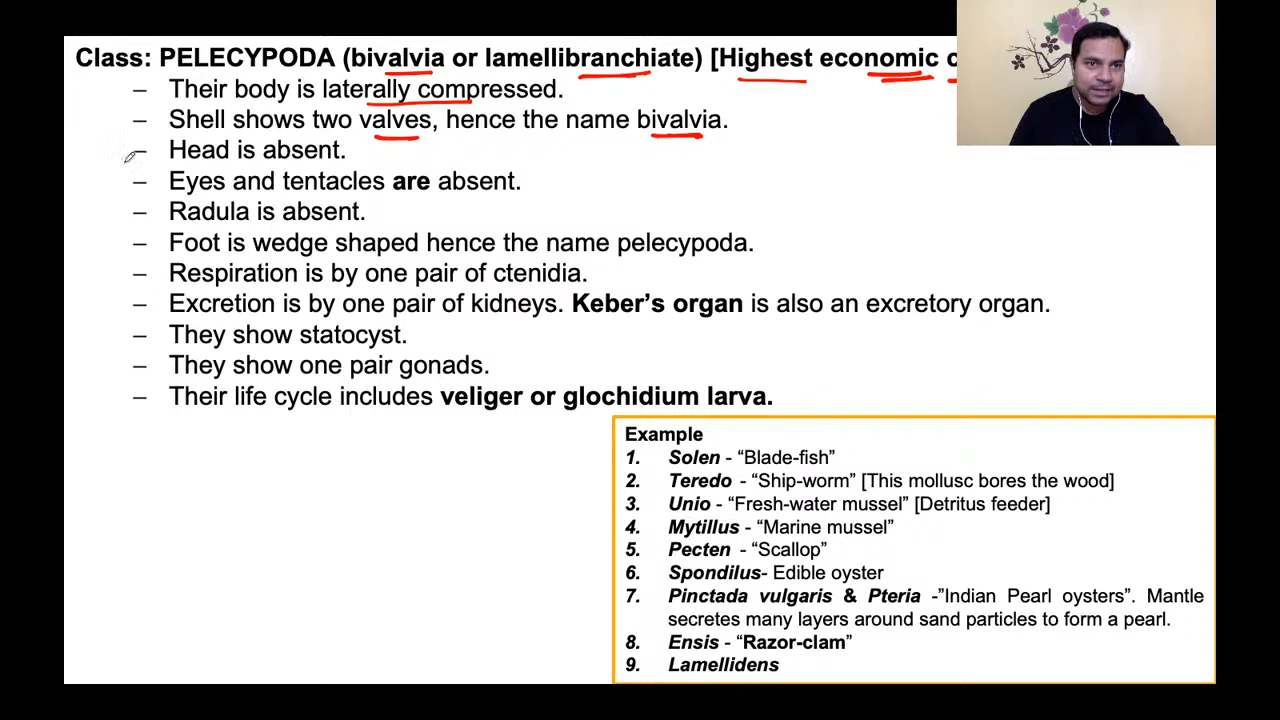 Class: PELECYPODA (bivalvia or lamellibranchiate) [Highest economic
– Their body is laterally compressed.
– Shell shows two valves, hence the name bivalvia.
– Head is absent.
– Eyes and tentacles are absent.
– Radula is absent.
– Foot is wedge shaped hence the name pelecypoda.
– Respiration is by one pair of ctenidia.
– Excretion is by one pair of kidneys. Keber’s organ is also an excretory organ.
– They show statocyst.
– They show one pair gonads.
– Their life cycle includes veliger or glochidium larva.
Example
1. Solen - “Blade-fish”
2. Teredo - “Ship-worm” [This mollusc bores the wood]
3. Unio - “Fresh-water mussel” [Detritus feeder]
4. Mytillus - “Marine mussel”
5. Pecten - “Scallop”
6. Spondilus- Edible oyster
7. Pinctada vulgaris & Pteria -”Indian Pearl oysters”. Mantle
secretes many layers around sand particles to form a pearl.
8. Ensis - “Razor-clam”
9. Lamellidens